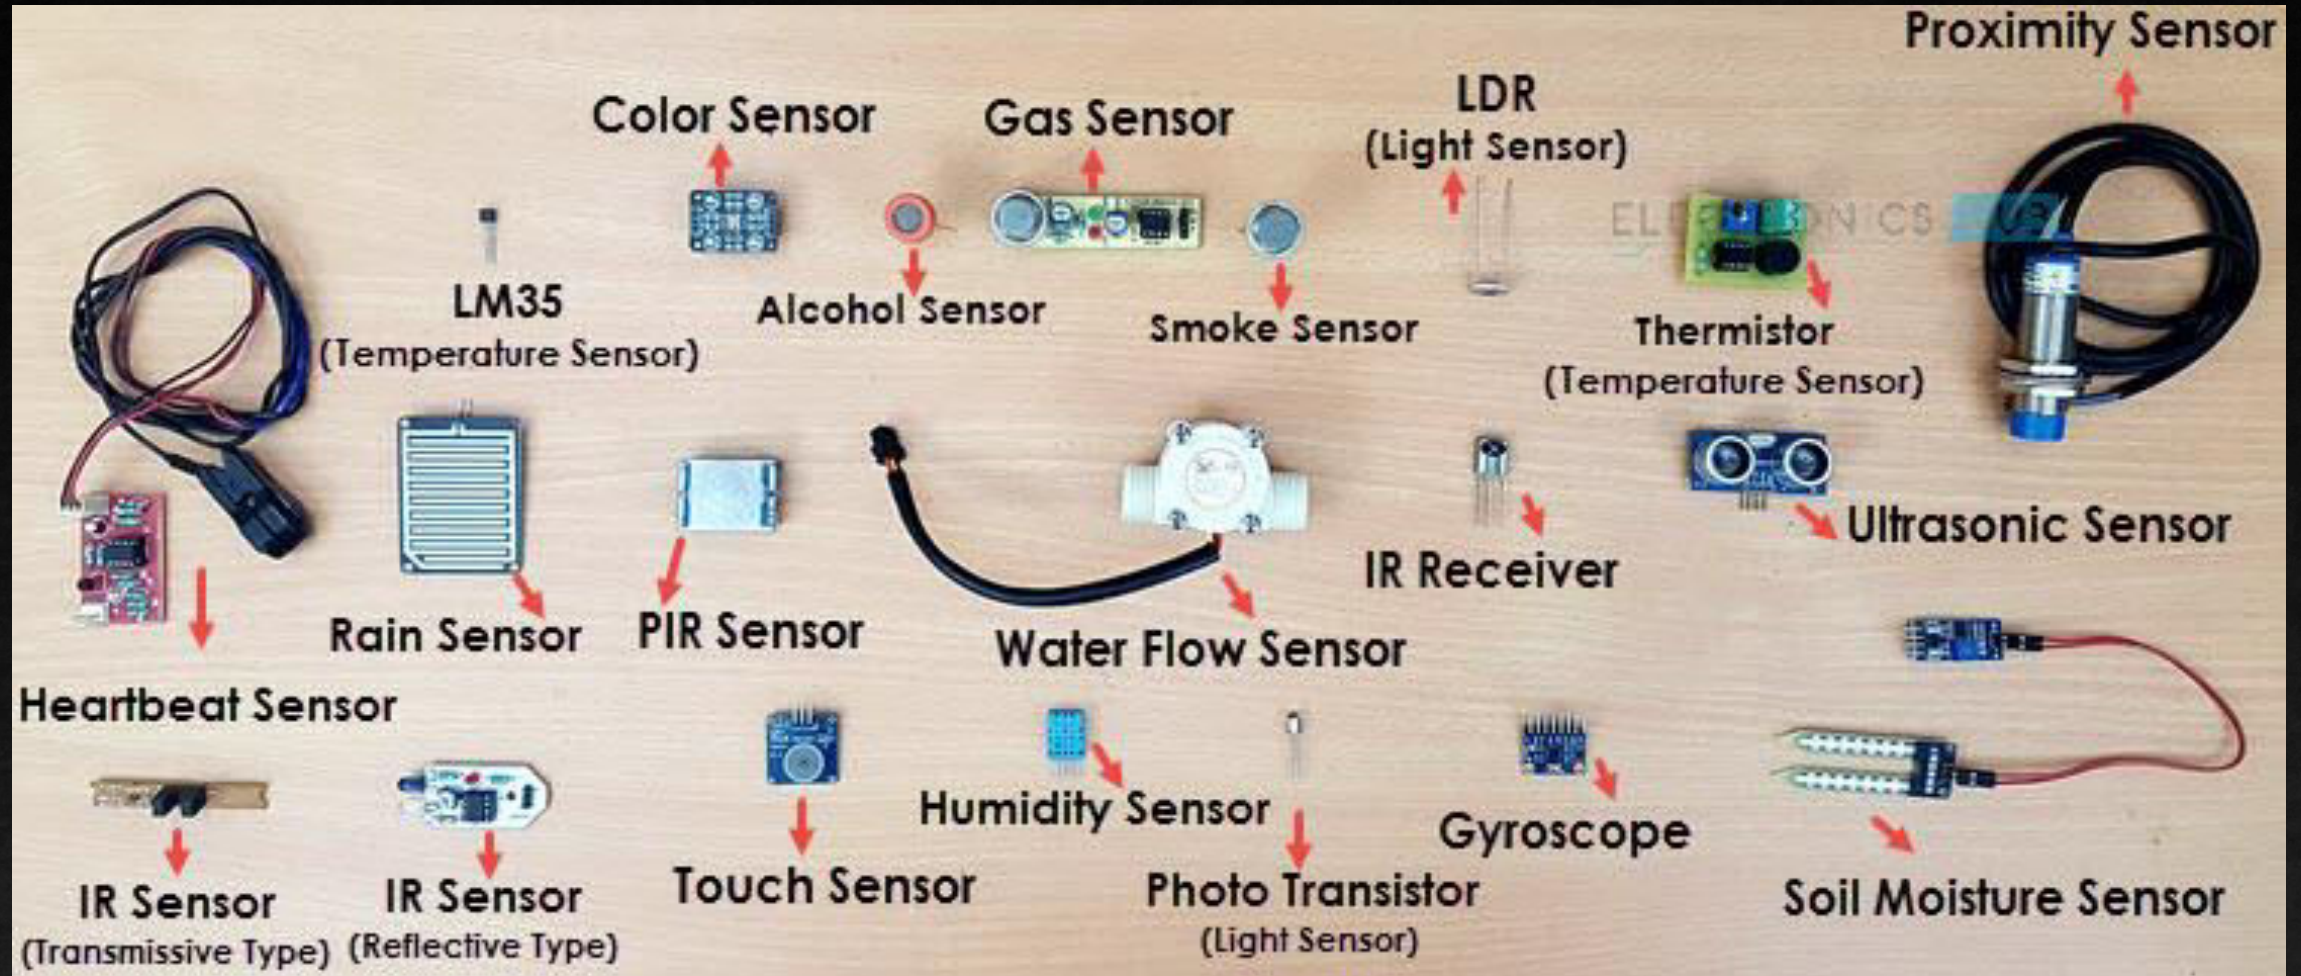 Proximity Sensor
Color Sensor
Gas Sensor
LDR
(Light Sensor)
ELECTRONICS HUB
LM35
(Temperature Sensor)
Alcohol Sensor
Smoke Sensor
Thermistor
(Temperature Sensor)
Rain Sensor
PIR Sensor
Water Flow Sensor
IR Receiver
Ultrasonic Sensor
Heartbeat Sensor
Humidity Sensor
Gyroscope
IR Sensor
(Transmissive Type)
IR Sensor
(Reflective Type)
Touch Sensor
Photo Transistor
(Light Sensor)
Soil Moisture Sensor